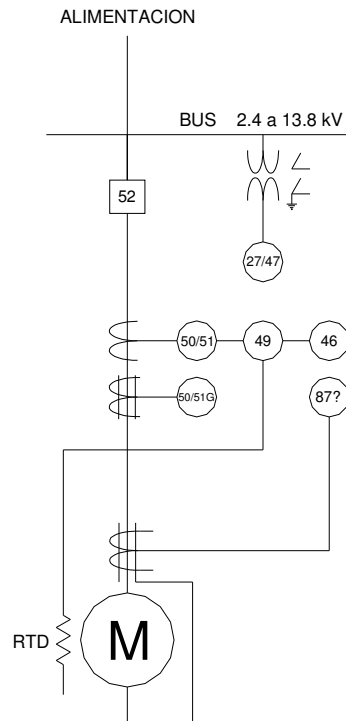 ALIMENTACION
BUS 2.4 a 13.8 kV
52
27/47
50/51
49
46
50/51G
87?
RTD
M